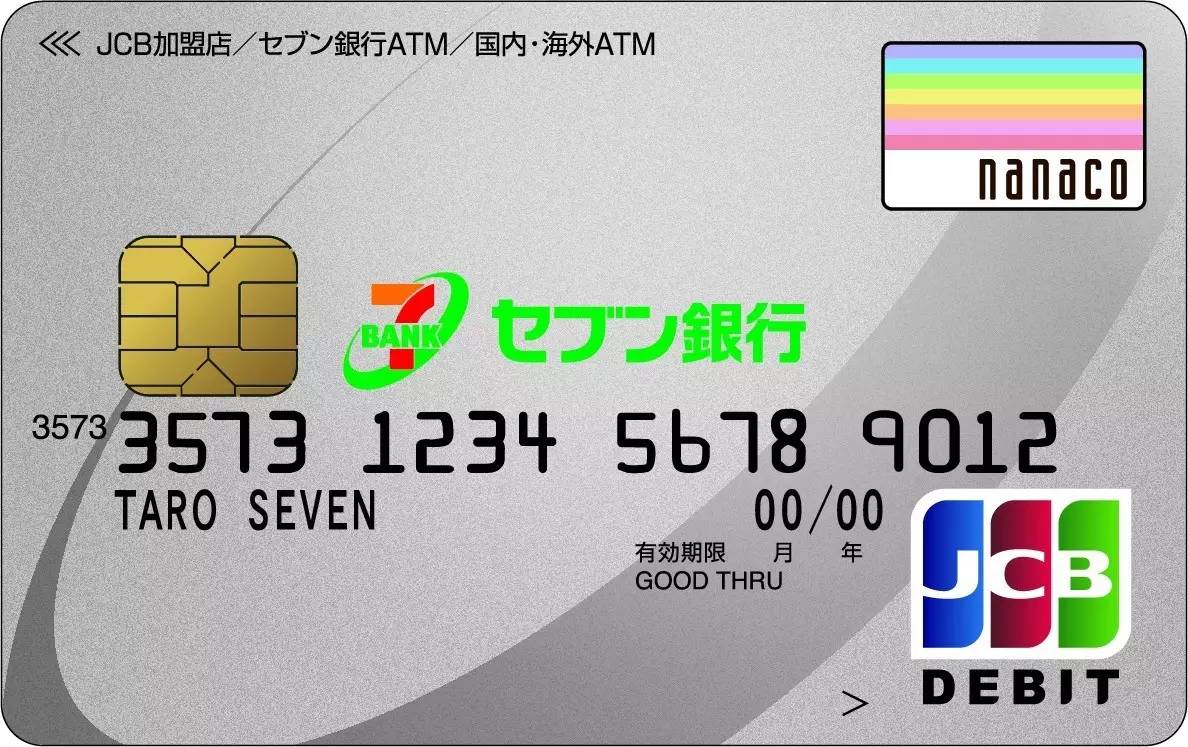 JCB加盟店／セブン銀行ATM／国内・海外ATM
nanaco
7
BANK
セブン銀行
3573
3573 1234 5678 9012
TARO SEVEN 00/00
有効期限 月 年
GOOD THRU
JCB
DEBIT